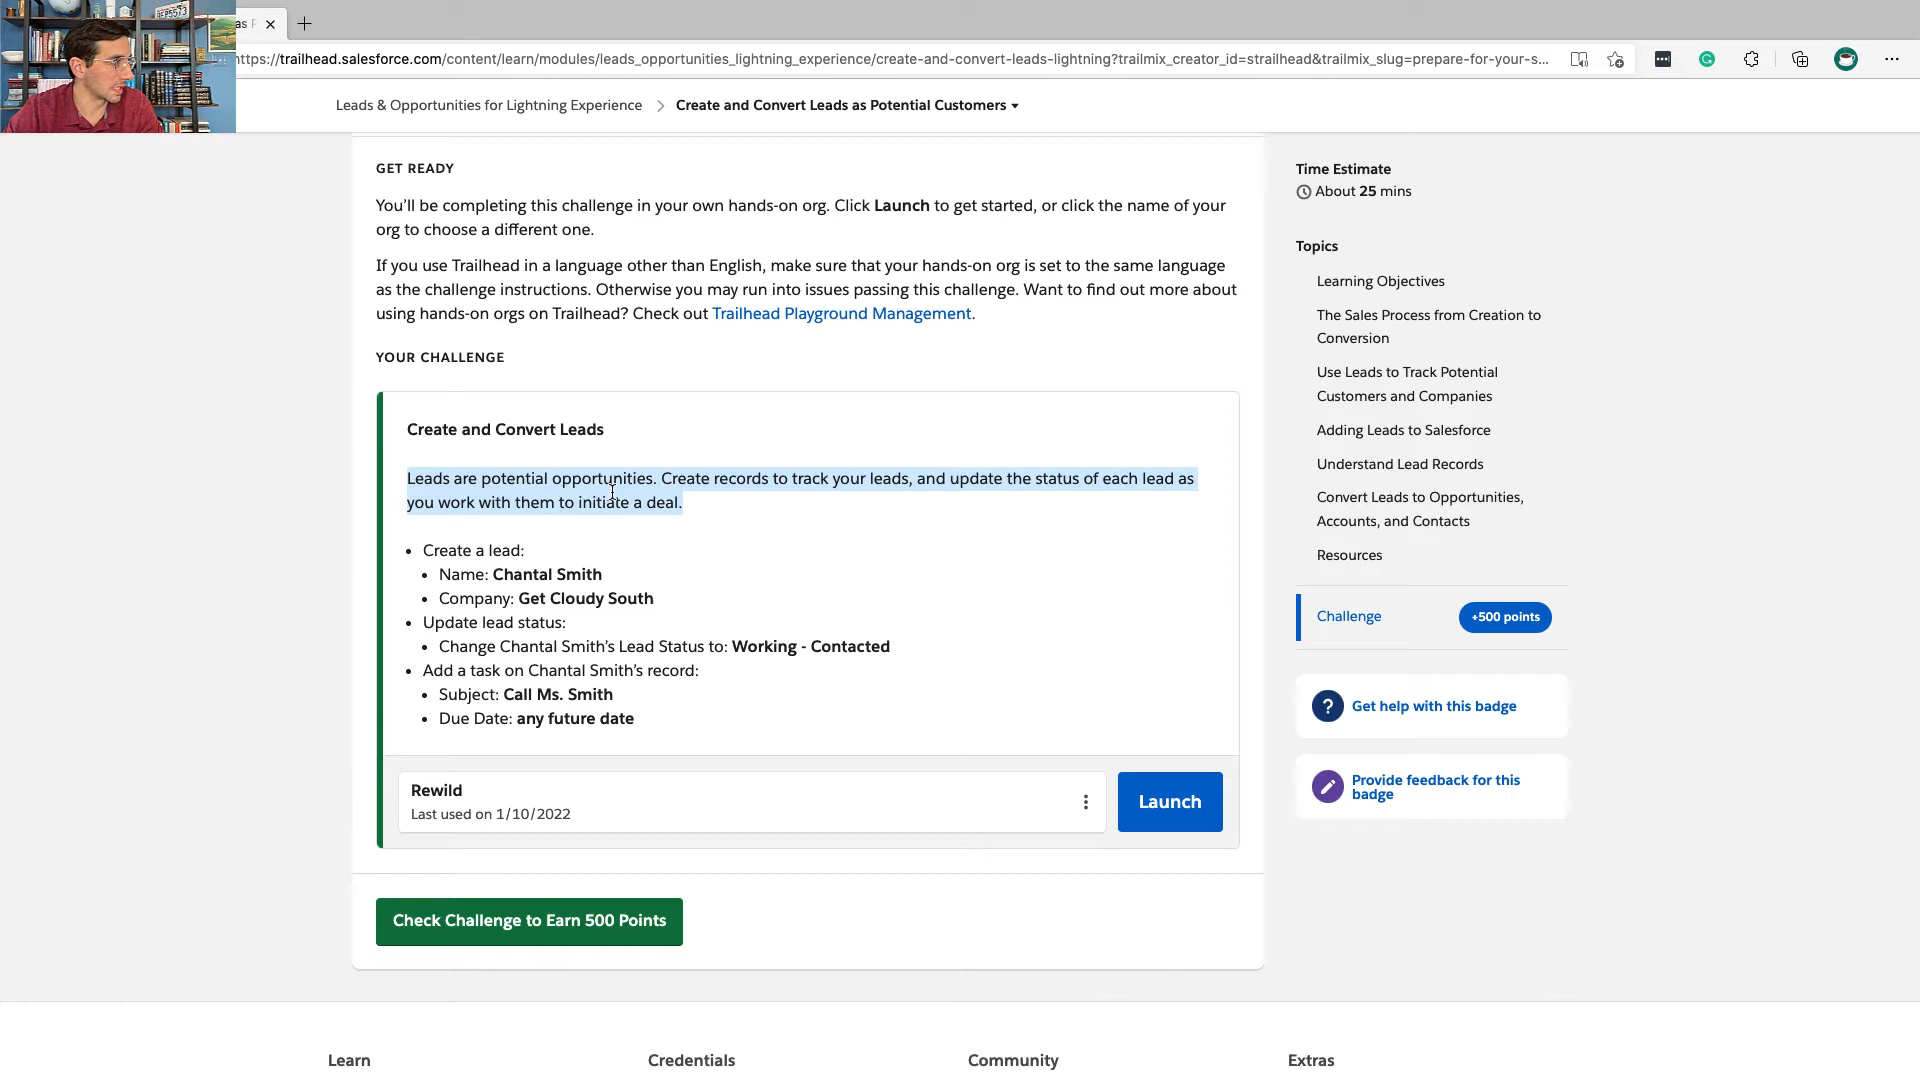 as
https://trailhead.salesforce.com/content/learn/modules/leads_opportunities_lightning_experience/create-and-convert-leads-lightning?trailmix_creator_id=strailhead&trailmix_slug=prepare-for-your-s...
Leads & Opportunities for Lightning Experience > Create and Convert Leads as Potential Customers
GET READY
You’ll be completing this challenge in your own hands-on org. Click Launch to get started, or click the name of your
org to choose a different one.
If you use Trailhead in a language other than English, make sure that your hands-on org is set to the same language
as the challenge instructions. Otherwise you may run into issues passing this challenge. Want to find out more about
using hands-on orgs on Trailhead? Check out Trailhead Playground Management.
YOUR CHALLENGE
Create and Convert Leads
Leads are potential opportunities. Create records to track your leads, and update the status of each lead as
you work with them to initiate a deal.
• Create a lead:
• Name: Chantal Smith
• Company: Get Cloudy South
• Update lead status:
• Change Chantal Smith’s Lead Status to: Working - Contacted
• Add a task on Chantal Smith’s record:
• Subject: Call Ms. Smith
• Due Date: any future date
Rewild
Last used on 1/10/2022
Launch
Check Challenge to Earn 500 Points
Time Estimate
About 25 mins
Topics
Learning Objectives
The Sales Process from Creation to
Conversion
Use Leads to Track Potential
Customers and Companies
Adding Leads to Salesforce
Understand Lead Records
Convert Leads to Opportunities,
Accounts, and Contacts
Resources
Challenge
+500 points
? Get help with this badge
Provide feedback for this
badge
Learn
Credentials
Community
Extras